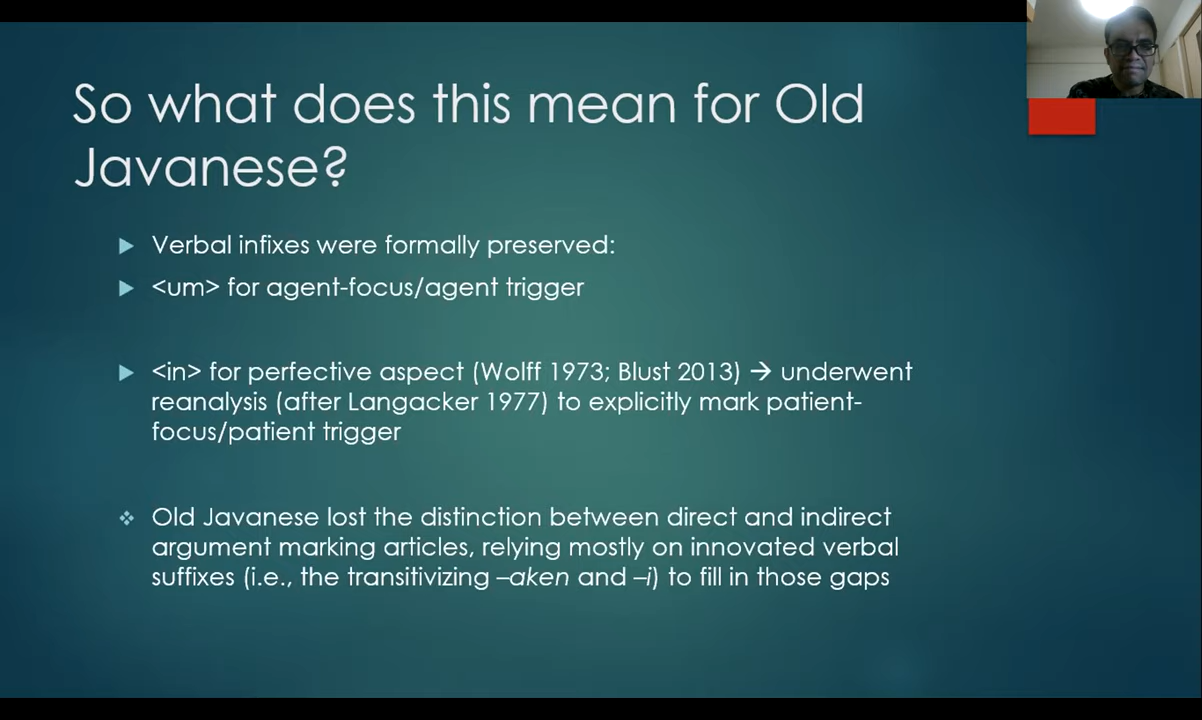 So what does this mean for Old
Javanese?
Verbal infixes were formally preserved:
<um> for agent-focus/agent trigger
<in> for perfective aspect (Wolff 1973; Blust 2013) → underwent
reanalysis (after Langacker 1977) to explicitly mark patient-
focus/patient trigger
Old Javanese lost the distinction between direct and indirect
argument marking articles, relying mostly on innovated verbal
suffixes (i.e., the transitivizing –aken and –i) to fill in those gaps